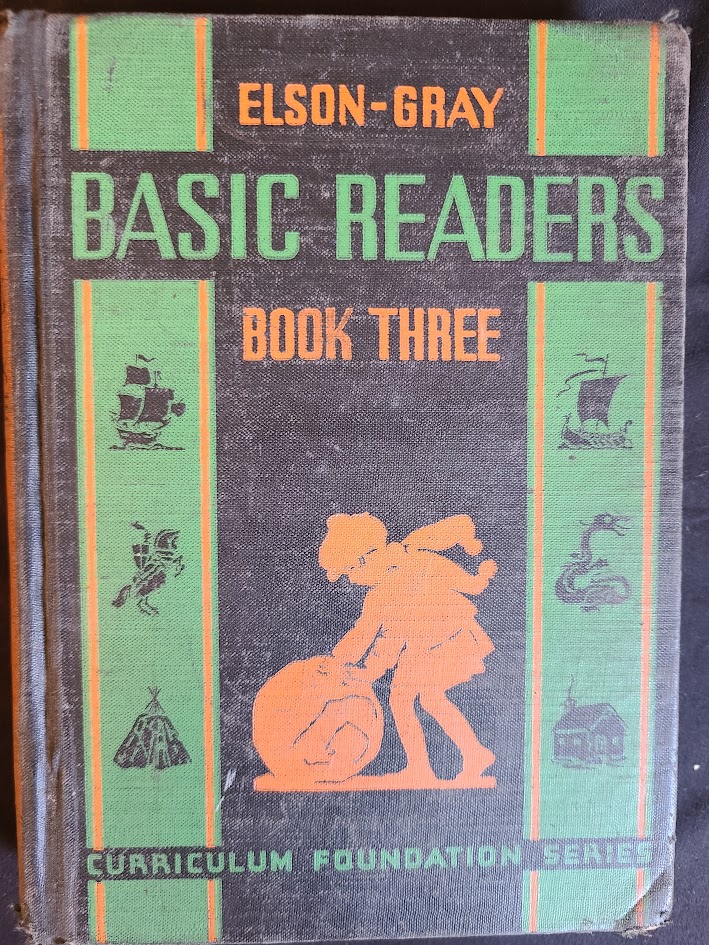 ELSON-GRAY
BASIC READERS
BOOK THREE
CURRICULUM FOUNDATION SERIES